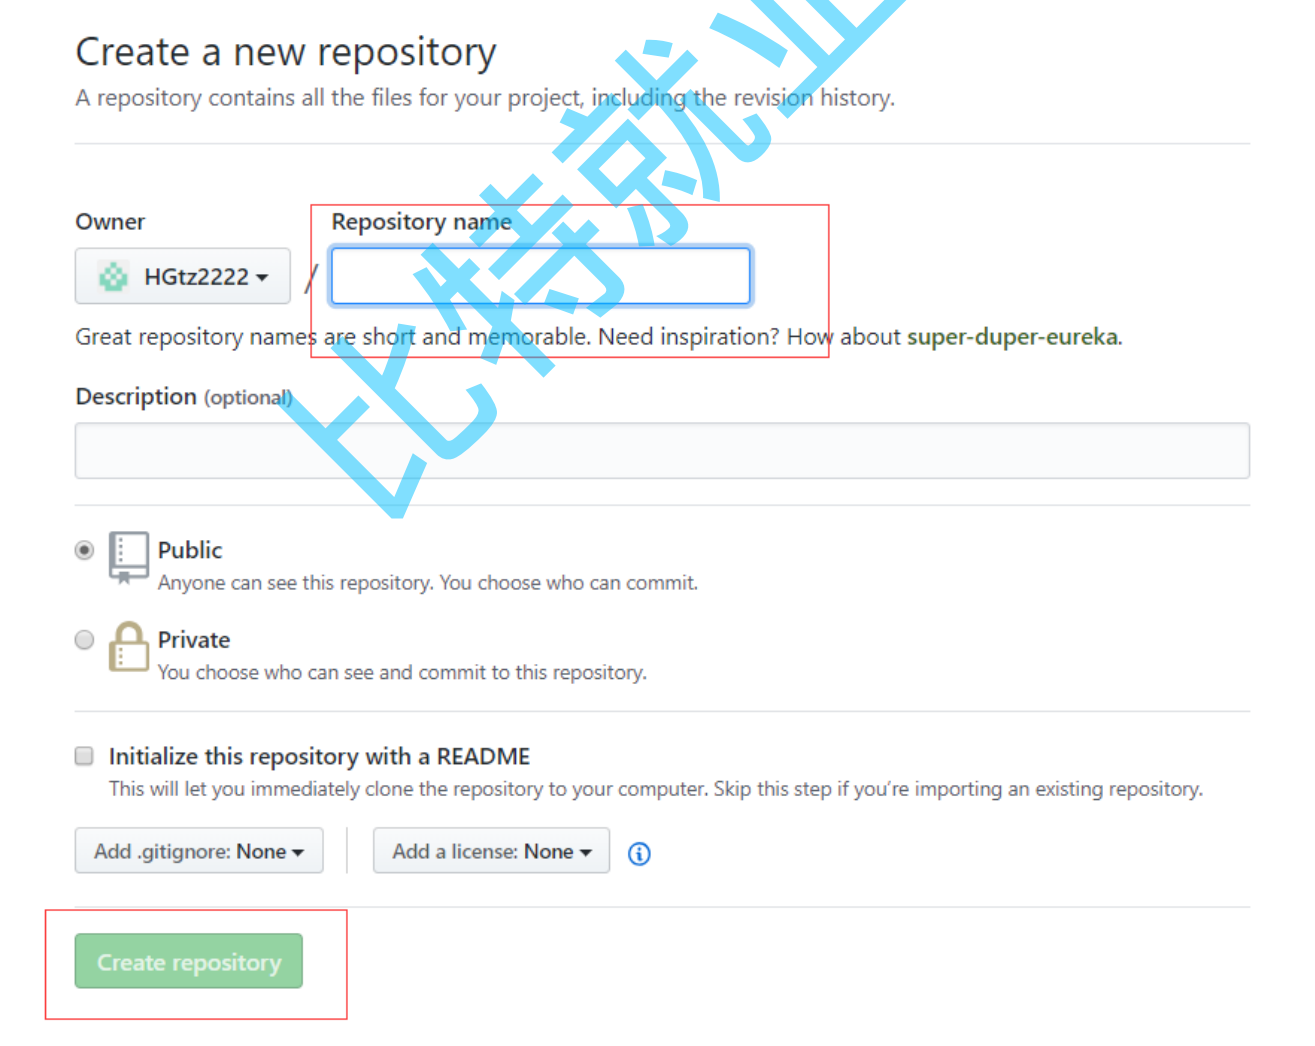 Create a new repository
A repository contains all the files for your project, including the revision history.
Owner
Repository name
HGtz2222
/
Great repository names are short and memorable. Need inspiration? How about super-duper-eureka.
Description (optional)
Public
Anyone can see this repository. You choose who can commit.
Private
You choose who can see and commit to this repository.
Initialize this repository with a README
This will let you immediately clone the repository to your computer. Skip this step if you're importing an existing repository.
Add .gitignore: None
Add a license: None
Create repository
比特就业